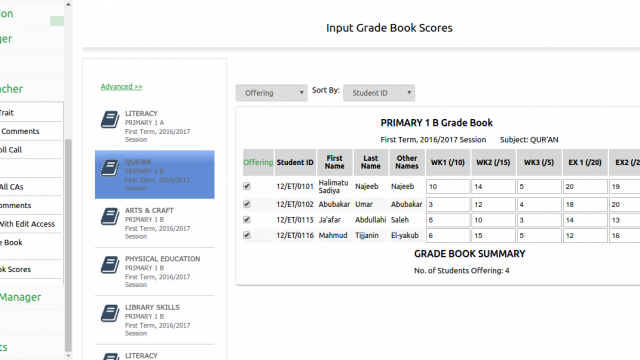 Input Grade Book Scores
ion
ger
acher
Trait
Comments
oll Call
All CAs
omments
With Edit Access
e Book
ok Scores
Manager
ts
Advanced >>
LITERACY
PRIMARY 1 A
First Term, 2016/2017
Session
QUR'AN
PRIMARY 1 B
First Term, 2016/2017
Session
ARTS & CRAFT
PRIMARY 1 B
First Term, 2016/2017
Session
PHYSICAL EDUCATION
PRIMARY 1 B
First Term, 2016/2017
Session
LIBRARY SKILLS
PRIMARY 1 B
First Term, 2016/2017
Session
LITERACY
PRIMARY 1 B
Offering Sort By: Student ID
PRIMARY 1 B Grade Book
First Term, 2016/2017 Session Subject: QUR'AN
Offering Student ID First Name Last Name Other Names WK1 (/10) WK2 (/15) WK3 (/5) EX 1 (/20) EX2 (/2
12/ET/0101 Halimatu Sadiya Najeeb Najeeb 10 14 5 20 19
12/ET/0102 Abubakar Umar Abubakar 3 12 4 18 20
12/ET/0115 Ja'afar Abdullahi Saleh 5 10 3 14 13
12/ET/0116 Mahmud Tijjanin El-yakub 6 15 5 12 16
GRADE BOOK SUMMARY
No. of Students Offering: 4